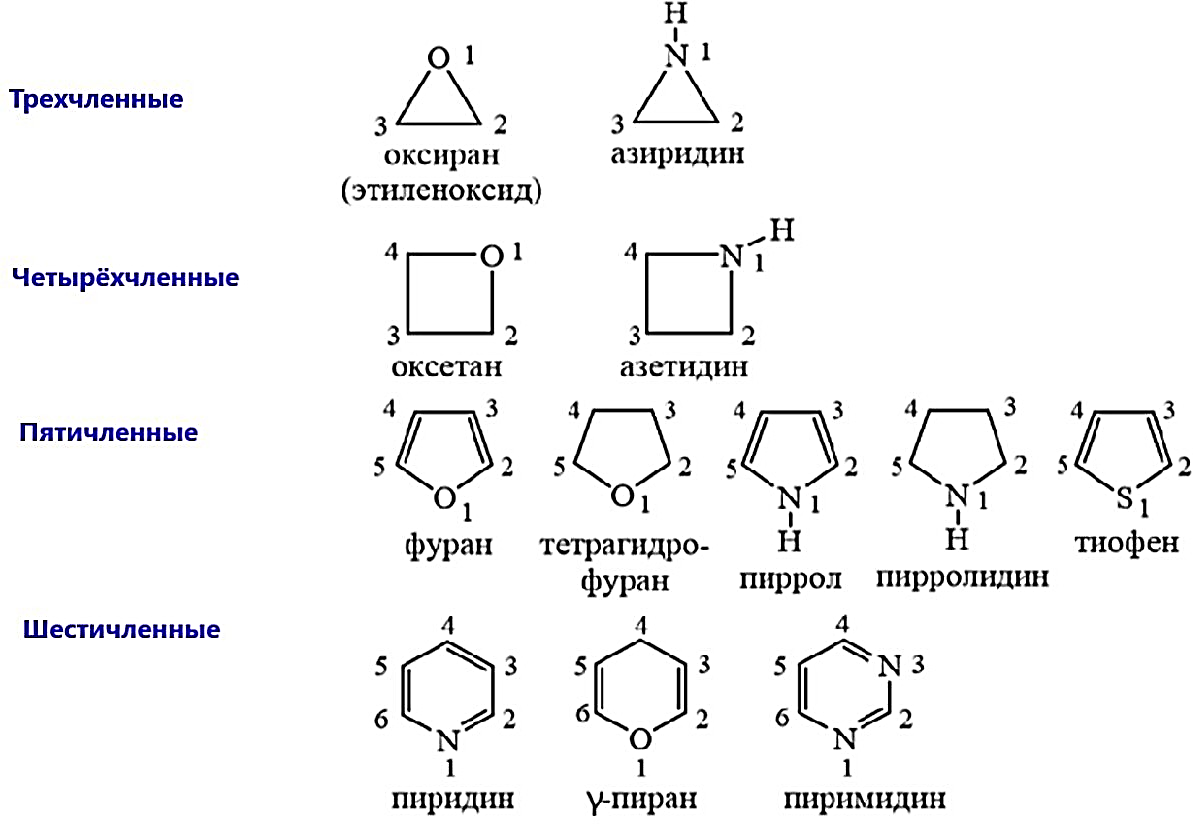 Трехчленные
O 1
3 2
оксиран
(этиленоксид)
H
N 1
3 2
азиридин
Четырёхчленные
4 O 1
3 2
оксетан
4 N H
1
3 2
азетидин
Пятичленные
4 3
5 2
O 1
фуран
4 3
5 2
O 1
тетрагидро-
фуран
4 3
5 2
N 1
H
пиррол
4 3
5 2
N 1
H
пирролидин
4 3
5 2
S 1
тиофен
Шестичленные
4
5 3
6 2
N
1
пиридин
4
5 3
6 2
O
1
γ-пиран
4
5 N 3
6 2
N
1
пиримидин